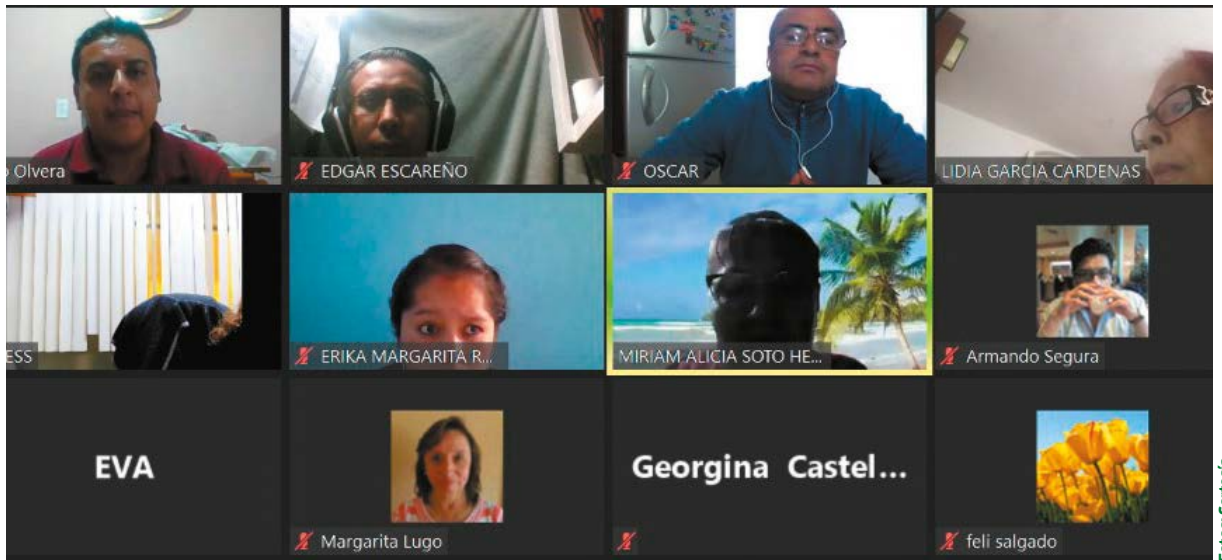 o Olvera
EDGAR ESCAREÑO
OSCAR
LIDIA GARCIA CARDENAS
ESS
ERIKA MARGARITA R...
MIRIAM ALICIA SOTO HE...
Armando Segura
EVA
Margarita Lugo
Georgina Castel...
feli salgado